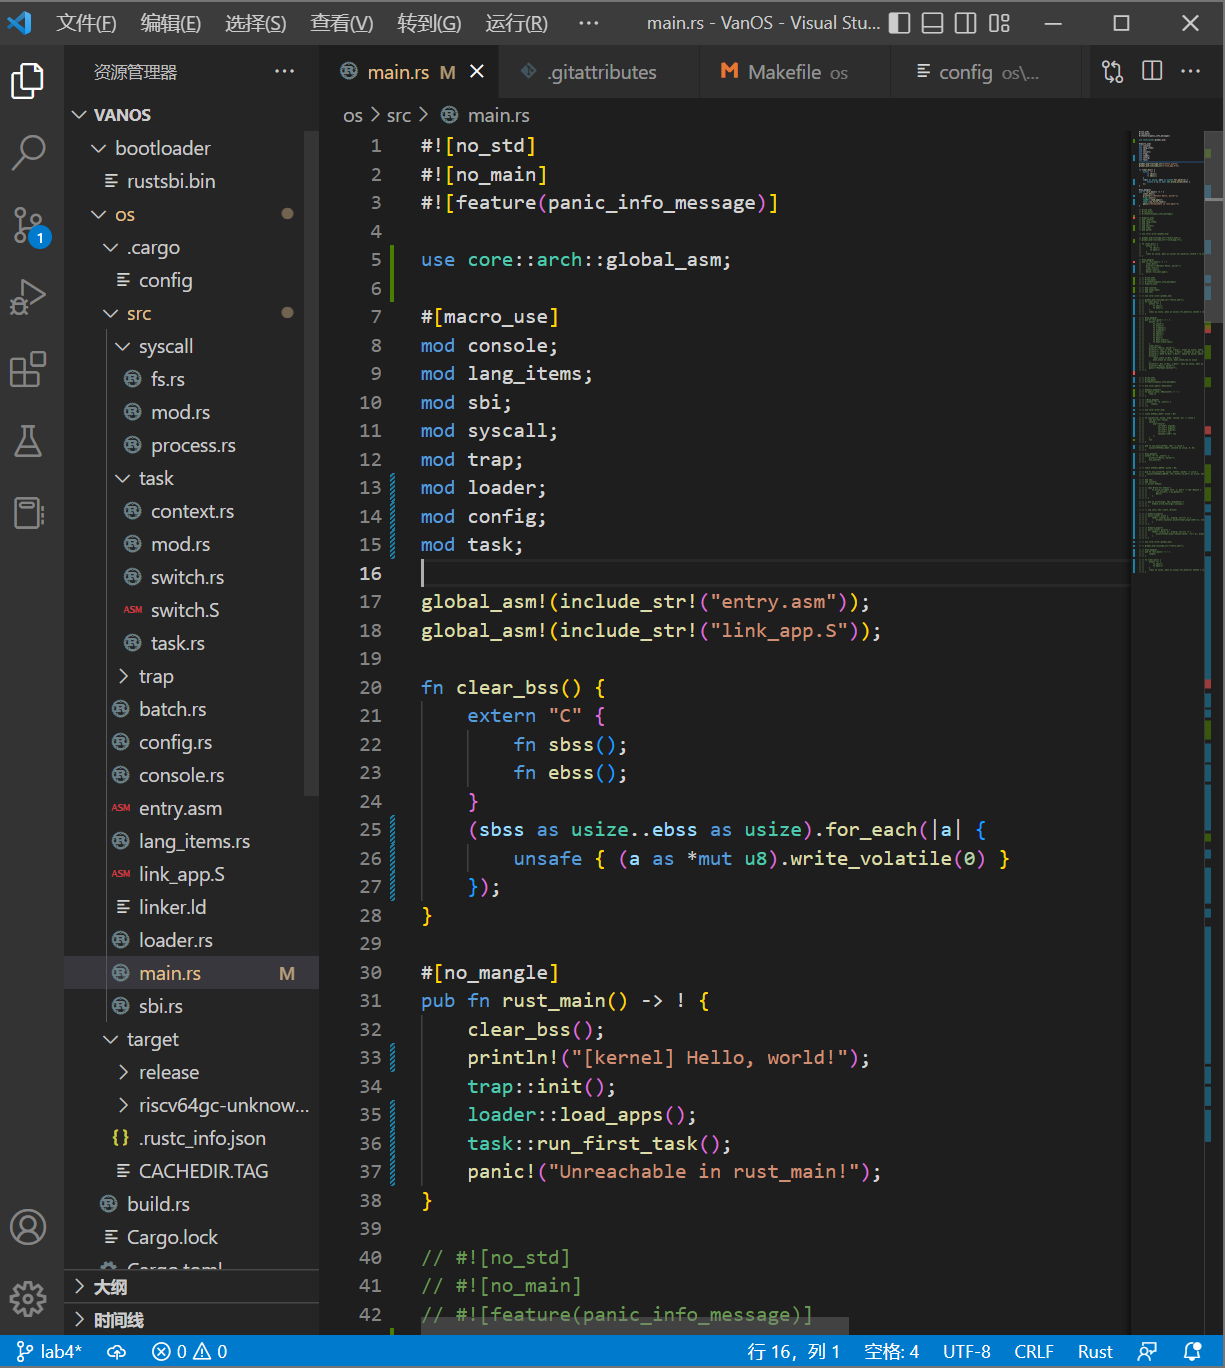 文件(F) 编辑(E) 选择(S) 查看(V) 转到(G) 运行(R) ··· main.rs - VanOS - Visual Stu...
资源管理器 ···
VANOS
bootloader
rustsbi.bin
os
.cargo
config
src
syscall
fs.rs
mod.rs
process.rs
task
context.rs
mod.rs
switch.rs
ASM switch.S
task.rs
trap
batch.rs
config.rs
console.rs
ASM entry.asm
lang_items.rs
ASM link_app.S
linker.ld
loader.rs
main.rs M
sbi.rs
target
release
riscv64gc-unknow...
{} .rustc_info.json
CACHEDIR.TAG
build.rs
Cargo.lock
Cargo.toml
大纲
时间线
1
main.rs M .gitattributes Makefile os config os\... ···
os > src > main.rs
1 #![no_std]
2 #![no_main]
3 #![feature(panic_info_message)]
4
5 use core::arch::global_asm;
6
7 #[macro_use]
8 mod console;
9 mod lang_items;
10 mod sbi;
11 mod syscall;
12 mod trap;
13 mod loader;
14 mod config;
15 mod task;
16
17 global_asm!(include_str!("entry.asm"));
18 global_asm!(include_str!("link_app.S"));
19
20 fn clear_bss() {
21 extern "C" {
22 fn sbss();
23 fn ebss();
24 }
25 (sbss as usize..ebss as usize).for_each(|a| {
26 unsafe { (a as *mut u8).write_volatile(0) }
27 });
28 }
29
30 #[no_mangle]
31 pub fn rust_main() -> ! {
32 clear_bss();
33 println!("[kernel] Hello, world!");
34 trap::init();
35 loader::load_apps();
36 task::run_first_task();
37 panic!("Unreachable in rust_main!");
38 }
39
40 // #![no_std]
41 // #![no_main]
42 // #![feature(panic_info_message)]
lab4* 0 0 行 16，列 1 空格: 4 UTF-8 CRLF Rust